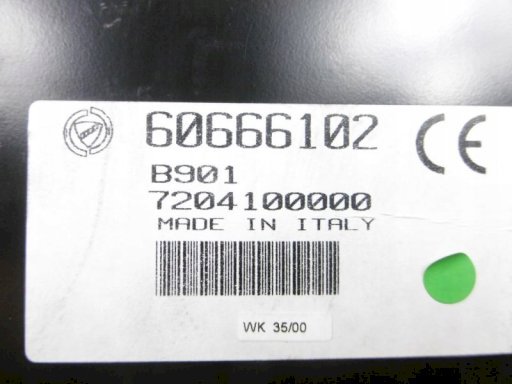 60666102
CE
B901
7204100000
MADE IN ITALY
WK 35/00